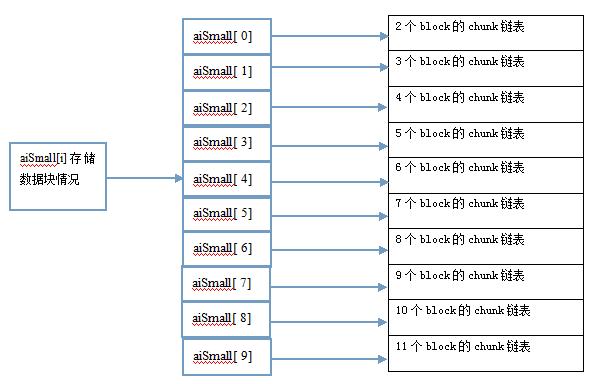 aiSmall[ 0]
2 个 block 的 chunk 链表
aiSmall[ 1]
3 个 block 的 chunk 链表
aiSmall[ 2]
4 个 block 的 chunk 链表
aiSmall[ 3]
5 个 block 的 chunk 链表
aiSmall[i] 存储
数据块情况
aiSmall[ 4]
6 个 block 的 chunk 链表
aiSmall[ 5]
7 个 block 的 chunk 链表
aiSmall[ 6]
8 个 block 的 chunk 链表
aiSmall[ 7]
9 个 block 的 chunk 链表
aiSmall[ 8]
10 个 block 的 chunk 链表
aiSmall[ 9]
11 个 block 的 chunk 链表